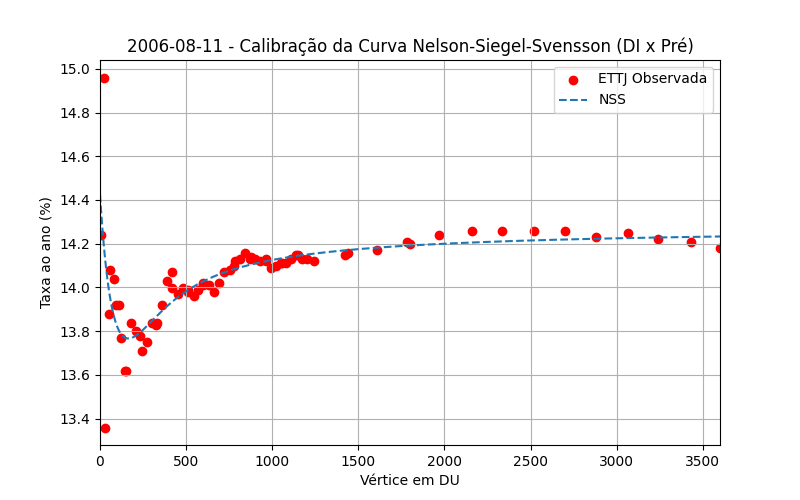 2006-08-11 - Calibração da Curva Nelson-Siegel-Svensson (DI x Pré)
ETTJ Observada
NSS
Taxa ao ano (%)
15.0
14.8
14.6
14.4
14.2
14.0
13.8
13.6
13.4
0 500 1000 1500 2000 2500 3000 3500
Vértice em DU